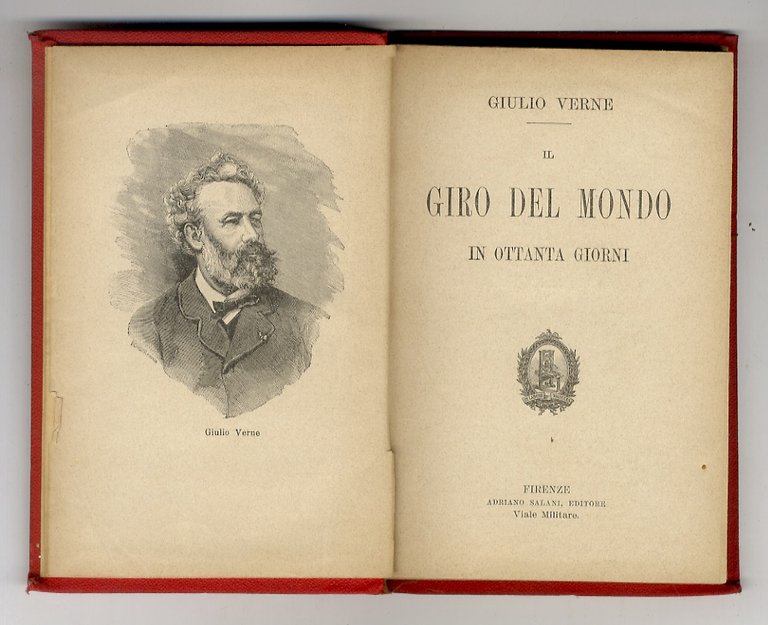 Giulio Verne
GIULIO VERNE
IL
GIRO DEL MONDO
IN OTTANTA GIORNI
FIRENZE
ADRIANO SALANI, EDITORE
Viale Militare.